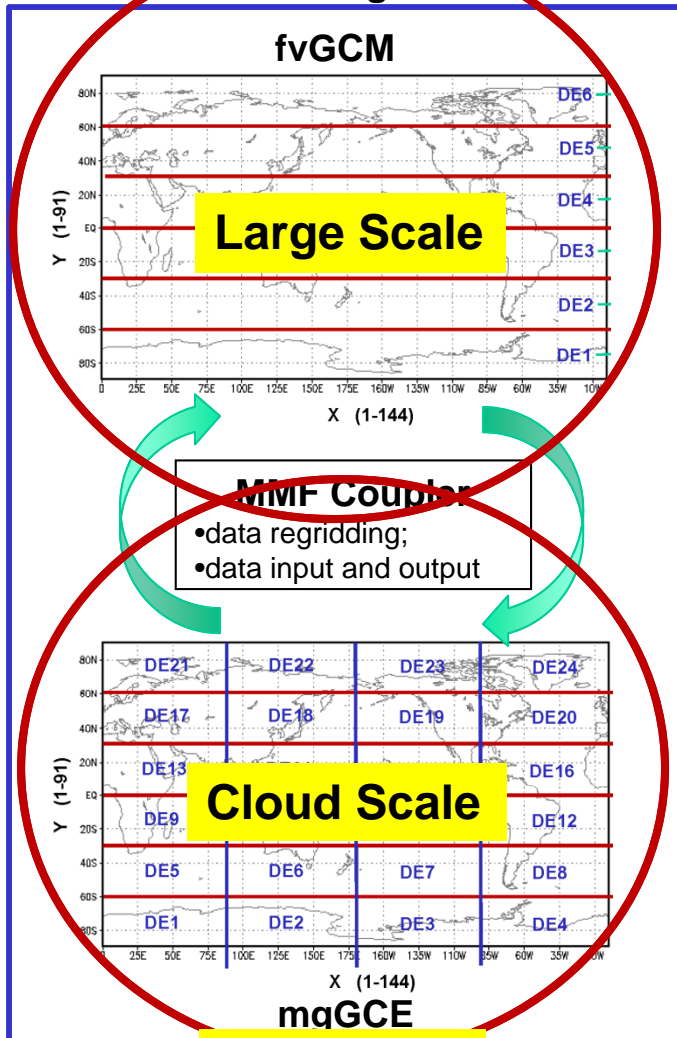 fvGCM
80N
DE6
60N
DE5
40N
20N
DE4
Large Scale
EQ
Y (1-91)
DE3
20S
40S
DE2
60S
DE1
80S
0 25E 50E 75E 100E 125E 150E 175E 160W 135W 110W 85W 60W 35W 10W
X (1-144)
MMF Coupler
•data regridding;
•data input and output
80N DE21 DE22 DE23 DE24
60N
DE17 DE18 DE19 DE20
40N
20N DE13 DE16
EQ
Cloud Scale
Y (1-91)
DE9 DE12
20S
40S DE5 DE6 DE7 DE8
60S
80S DE1 DE2 DE3 DE4
0 25E 50E 75E 100E 125E 150E 175E 160W 135W 110W 85W 60W 35W
X (1-144)
mgGCE